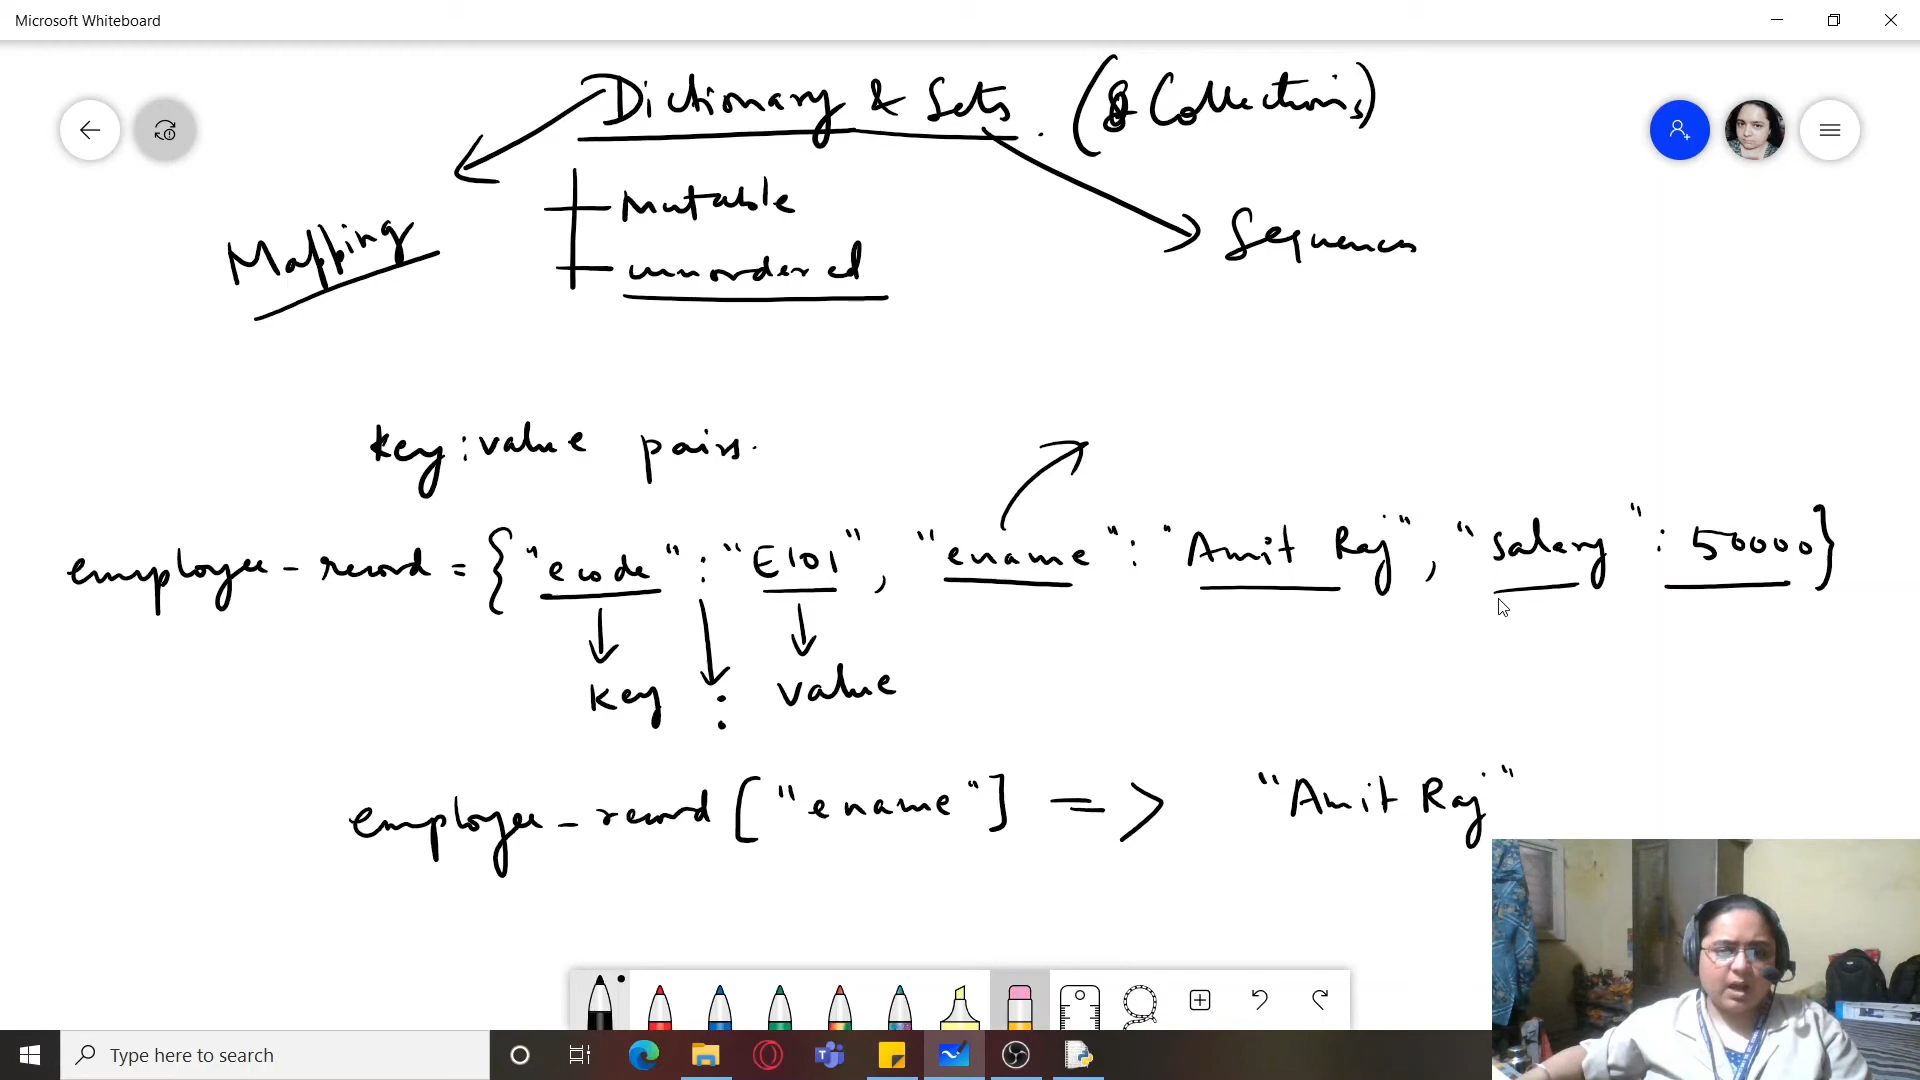 Microsoft Whiteboard
Dictionary & Sets. (Collections)
Mutable
unordered
Mapping
Sequences
key : value pairs.
employee - record = { "ecode" : "E101", "ename" : "Amit Raj", "salary" : 50000}
key : value
employee - record ["ename"] => "Amit Raj"
Type here to search